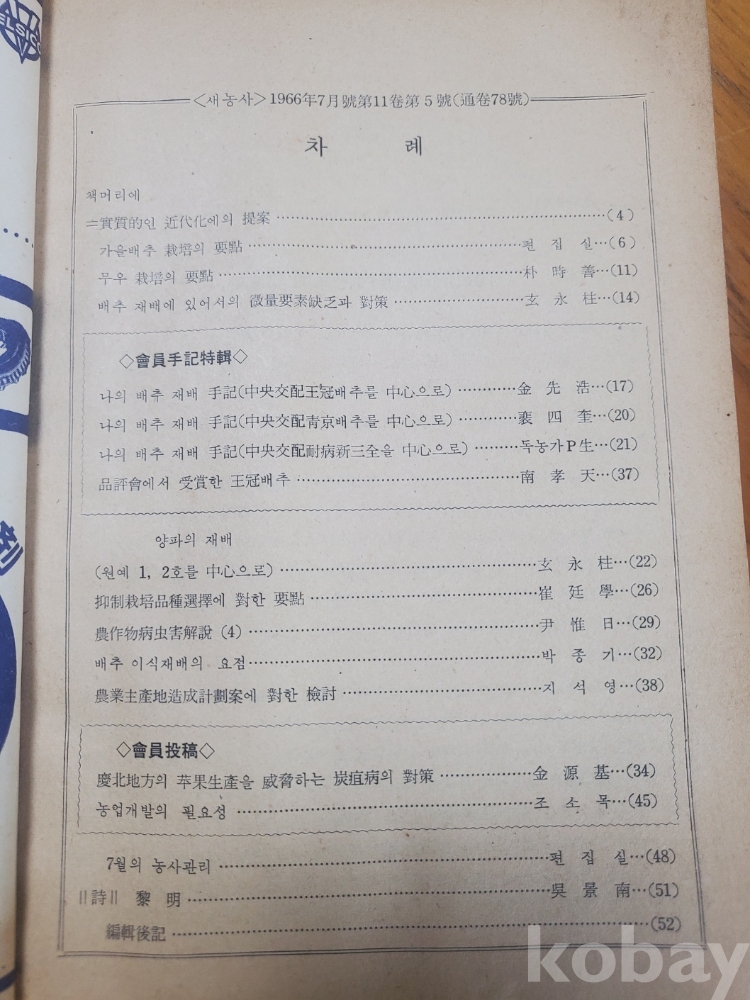 <새농사> 1966年7月號第11卷第5號(通卷78號)
차 례
책머리에
=實質的인 近代化에의 提案 …(4)
가을배추 栽培의 要點 …편 집 실…(6)
무우 栽培의 要點 …朴 時 善…(11)
배추 재배에 있어서의 微量要素缺乏과 對策 …玄 永 柱…(14)
◇會員手記特輯◇
나의 배추 재배 手記(中央交配王冠배추를 中心으로) …金 先 浩…(17)
나의 배추 재배 手記(中央交配靑京배추를 中心으로) …裵 四 奎…(20)
나의 배추 재배 手記(中央交配耐病新三全을 中心으로) …독농가P生…(21)
品評會에서 受賞한 王冠배추 …南 孝 天…(37)
양파의 재배
(원예 1, 2호를 中心으로) …玄 永 柱…(22)
抑制栽培品種選擇에 對한 要點 …崔 廷 學…(26)
農作物病虫害解說 (4) …尹 惟 日…(29)
배추 이식재배의 요점 …박 종 기…(32)
農業主產地造成計劃案에 對한 檢討 …지 석 영…(38)
◇會員投稿◇
慶北地方의 苹果生產을 威脅하는 炭疽病의 對策 …金 源 基…(34)
농업개발의 필요성 …조 소 목…(45)
7월의 농사관리 …편 집 실…(48)
||詩|| 黎 明 …吳 景 南…(51)
編輯後記 …(52)
kobay